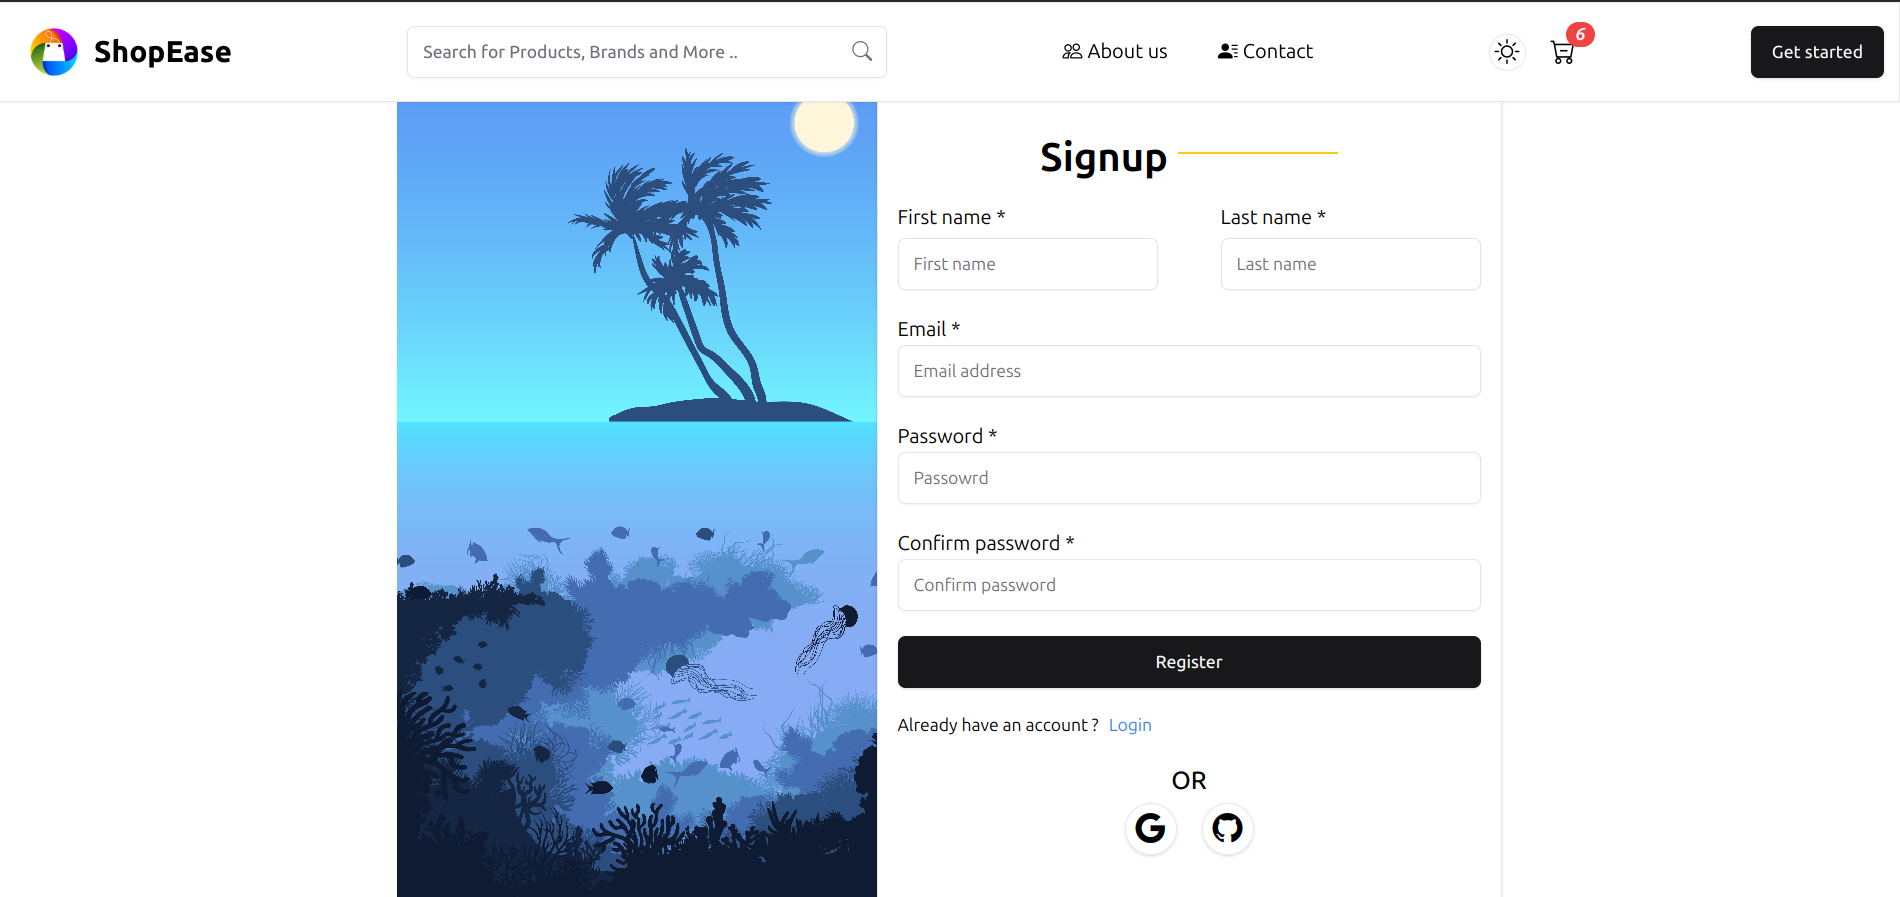 ShopEase
Search for Products, Brands and More ..
About us
Contact
6
Get started
Signup
First name *
Last name *
First name
Last name
Email *
Email address
Password *
Passowrd
Confirm password *
Confirm password
Register
Already have an account ? Login
OR